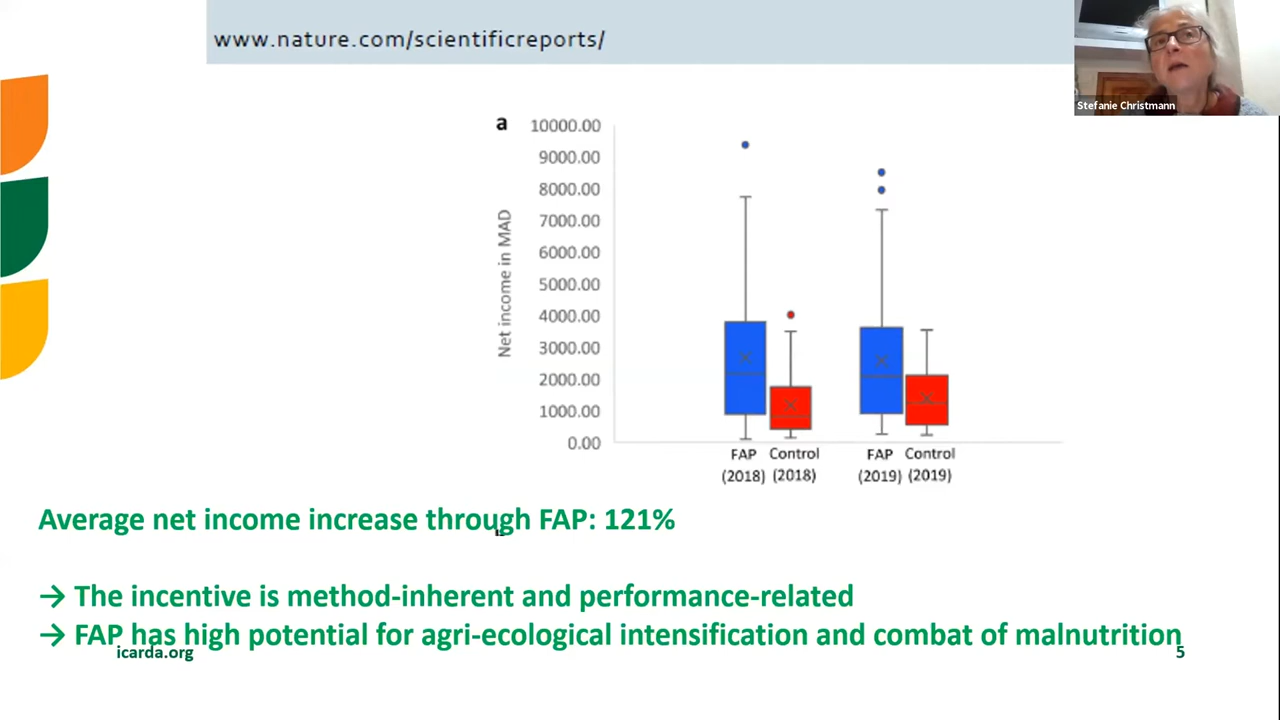 www.nature.com/scientificreports/
Stefanie Christmann
a
10000.00
9000.00
8000.00
7000.00
6000.00
5000.00
4000.00
3000.00
2000.00
1000.00
0.00
Net income in MAD
FAP Control FAP Control
(2018) (2018) (2019) (2019)
Average net income increase through FAP: 121%
→ The incentive is method-inherent and performance-related
→ FAP has high potential for agri-ecological intensification and combat of malnutrition
icarda.org
5